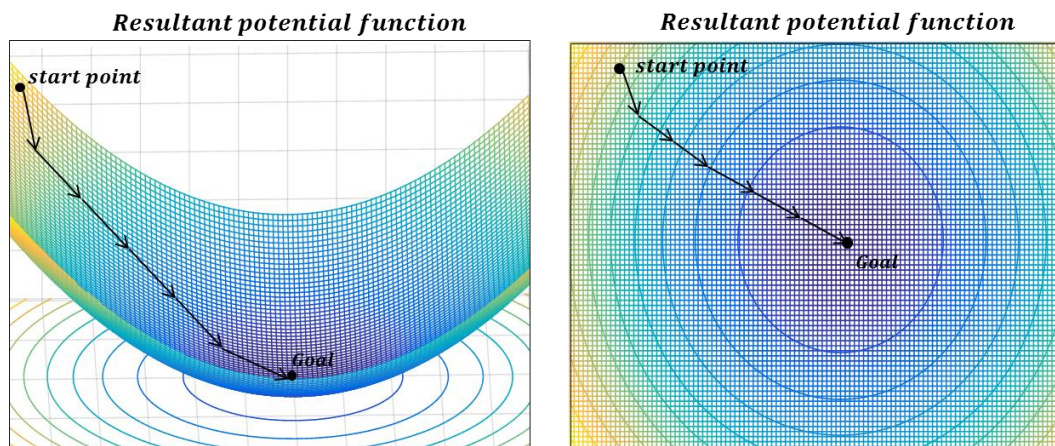 Resultant potential function
start point
Goal
Resultant potential function
start point
Goal